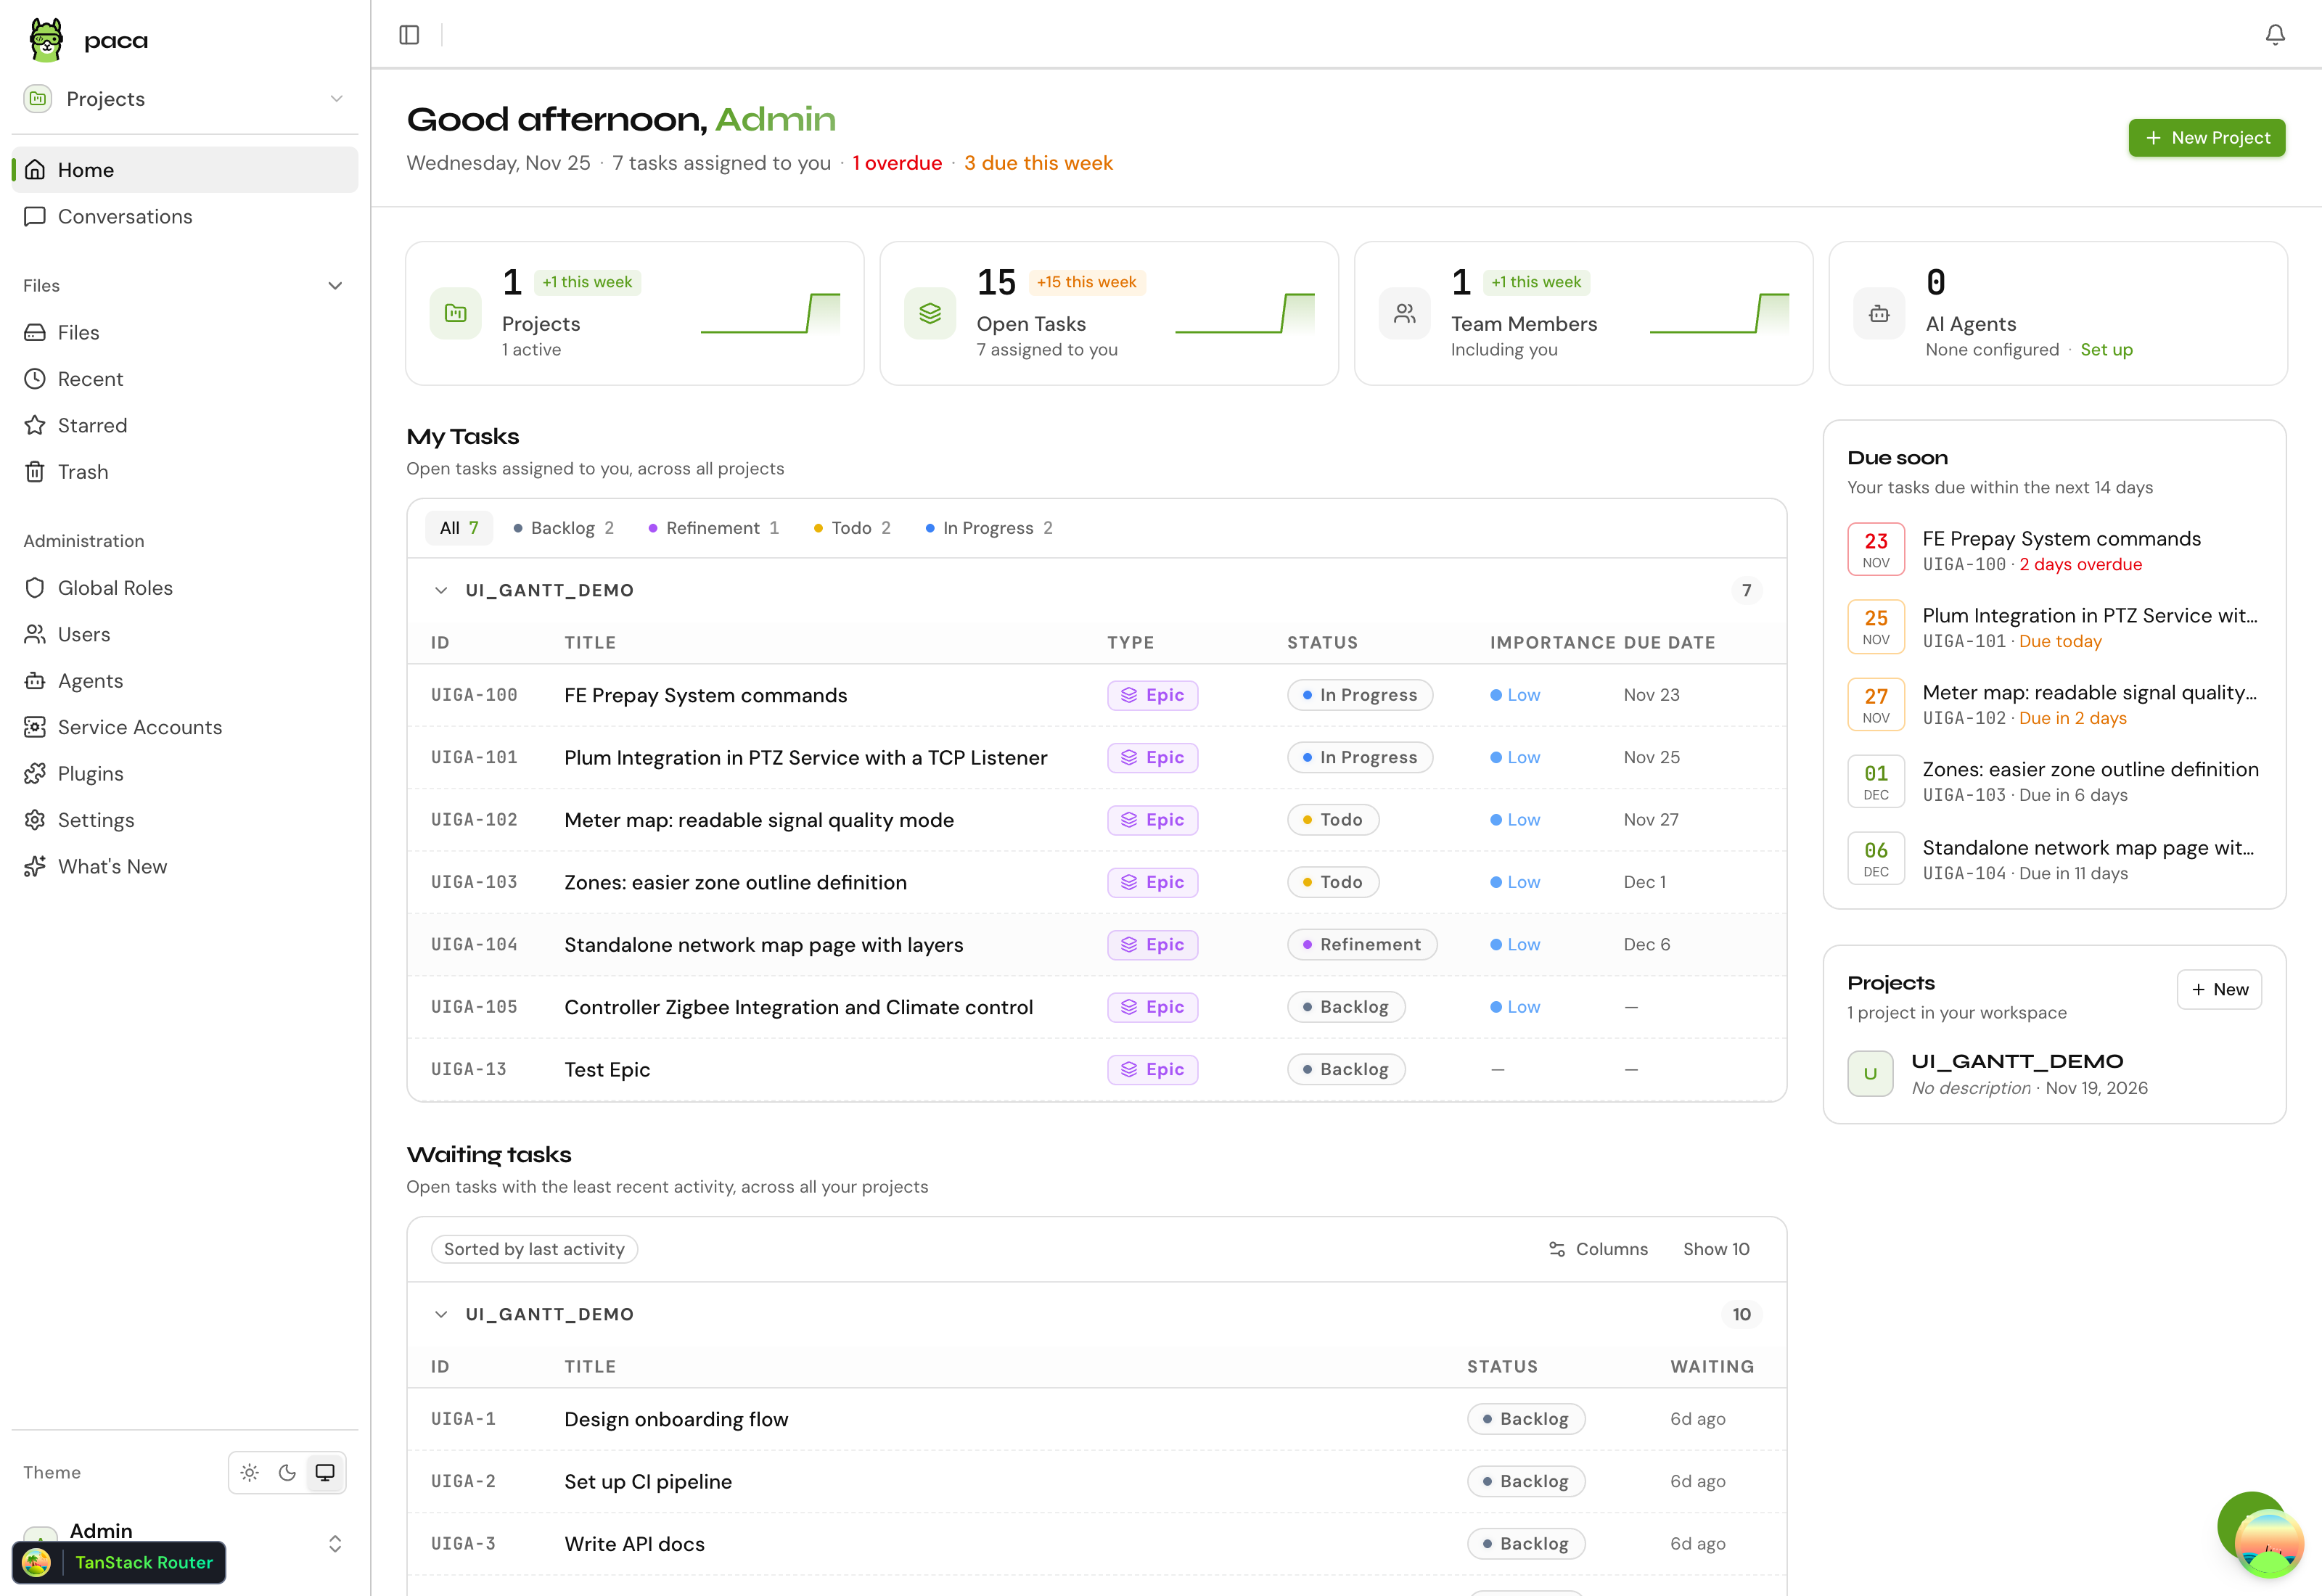 paca
Projects
Home
Conversations
Files
Files
Recent
Starred
Trash
Administration
Global Roles
Users
Agents
Service Accounts
Plugins
Settings
What's New
Theme
Admin
TanStack Router
Good afternoon, Admin
Wednesday, Nov 25 · 7 tasks assigned to you · 1 overdue · 3 due this week
+ New Project
1 +1 this week
Projects
1 active
15 +15 this week
Open Tasks
7 assigned to you
1 +1 this week
Team Members
Including you
0
AI Agents
None configured · Set up
My Tasks
Open tasks assigned to you, across all projects
All 7 Backlog 2 Refinement 1 Todo 2 In Progress 2
UI_GANTT_DEMO 7
ID TITLE TYPE STATUS IMPORTANCE DUE DATE
UIGA-100 FE Prepay System commands Epic In Progress Low Nov 23
UIGA-101 Plum Integration in PTZ Service with a TCP Listener Epic In Progress Low Nov 25
UIGA-102 Meter map: readable signal quality mode Epic Todo Low Nov 27
UIGA-103 Zones: easier zone outline definition Epic Todo Low Dec 1
UIGA-104 Standalone network map page with layers Epic Refinement Low Dec 6
UIGA-105 Controller Zigbee Integration and Climate control Epic Backlog Low —
UIGA-13 Test Epic Epic Backlog — —
Waiting tasks
Open tasks with the least recent activity, across all your projects
Sorted by last activity Columns Show 10
UI_GANTT_DEMO 10
ID TITLE STATUS WAITING
UIGA-1 Design onboarding flow Backlog 6d ago
UIGA-2 Set up CI pipeline Backlog 6d ago
UIGA-3 Write API docs Backlog 6d ago
Due soon
Your tasks due within the next 14 days
23 NOV
FE Prepay System commands
UIGA-100 · 2 days overdue
25 NOV
Plum Integration in PTZ Service wit...
UIGA-101 · Due today
27 NOV
Meter map: readable signal quality...
UIGA-102 · Due in 2 days
01 DEC
Zones: easier zone outline definition
UIGA-103 · Due in 6 days
06 DEC
Standalone network map page wit...
UIGA-104 · Due in 11 days
Projects
1 project in your workspace
+ New
U
UI_GANTT_DEMO
No description · Nov 19, 2026